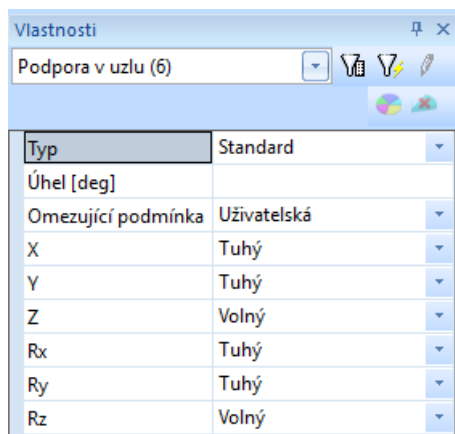 Vlastnosti
Podpora v uzlu (6)
Typ Standard
Úhel [deg]
Omezující podmínka Uživatelská
X Tuhý
Y Tuhý
Z Volný
Rx Tuhý
Ry Tuhý
Rz Volný